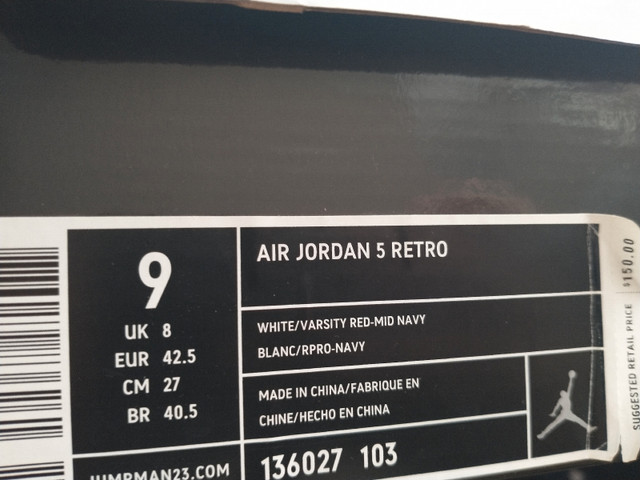 9
UK 8
EUR 42.5
CM 27
BR 40.5
JUMPMAN23.COM
AIR JORDAN 5 RETRO
WHITE/VARSITY RED-MID NAVY
BLANC/RPRO-NAVY
MADE IN CHINA/FABRIQUE EN
CHINE/HECHO EN CHINA
136027 103
SUGGESTED RETAIL PRICE $150.00